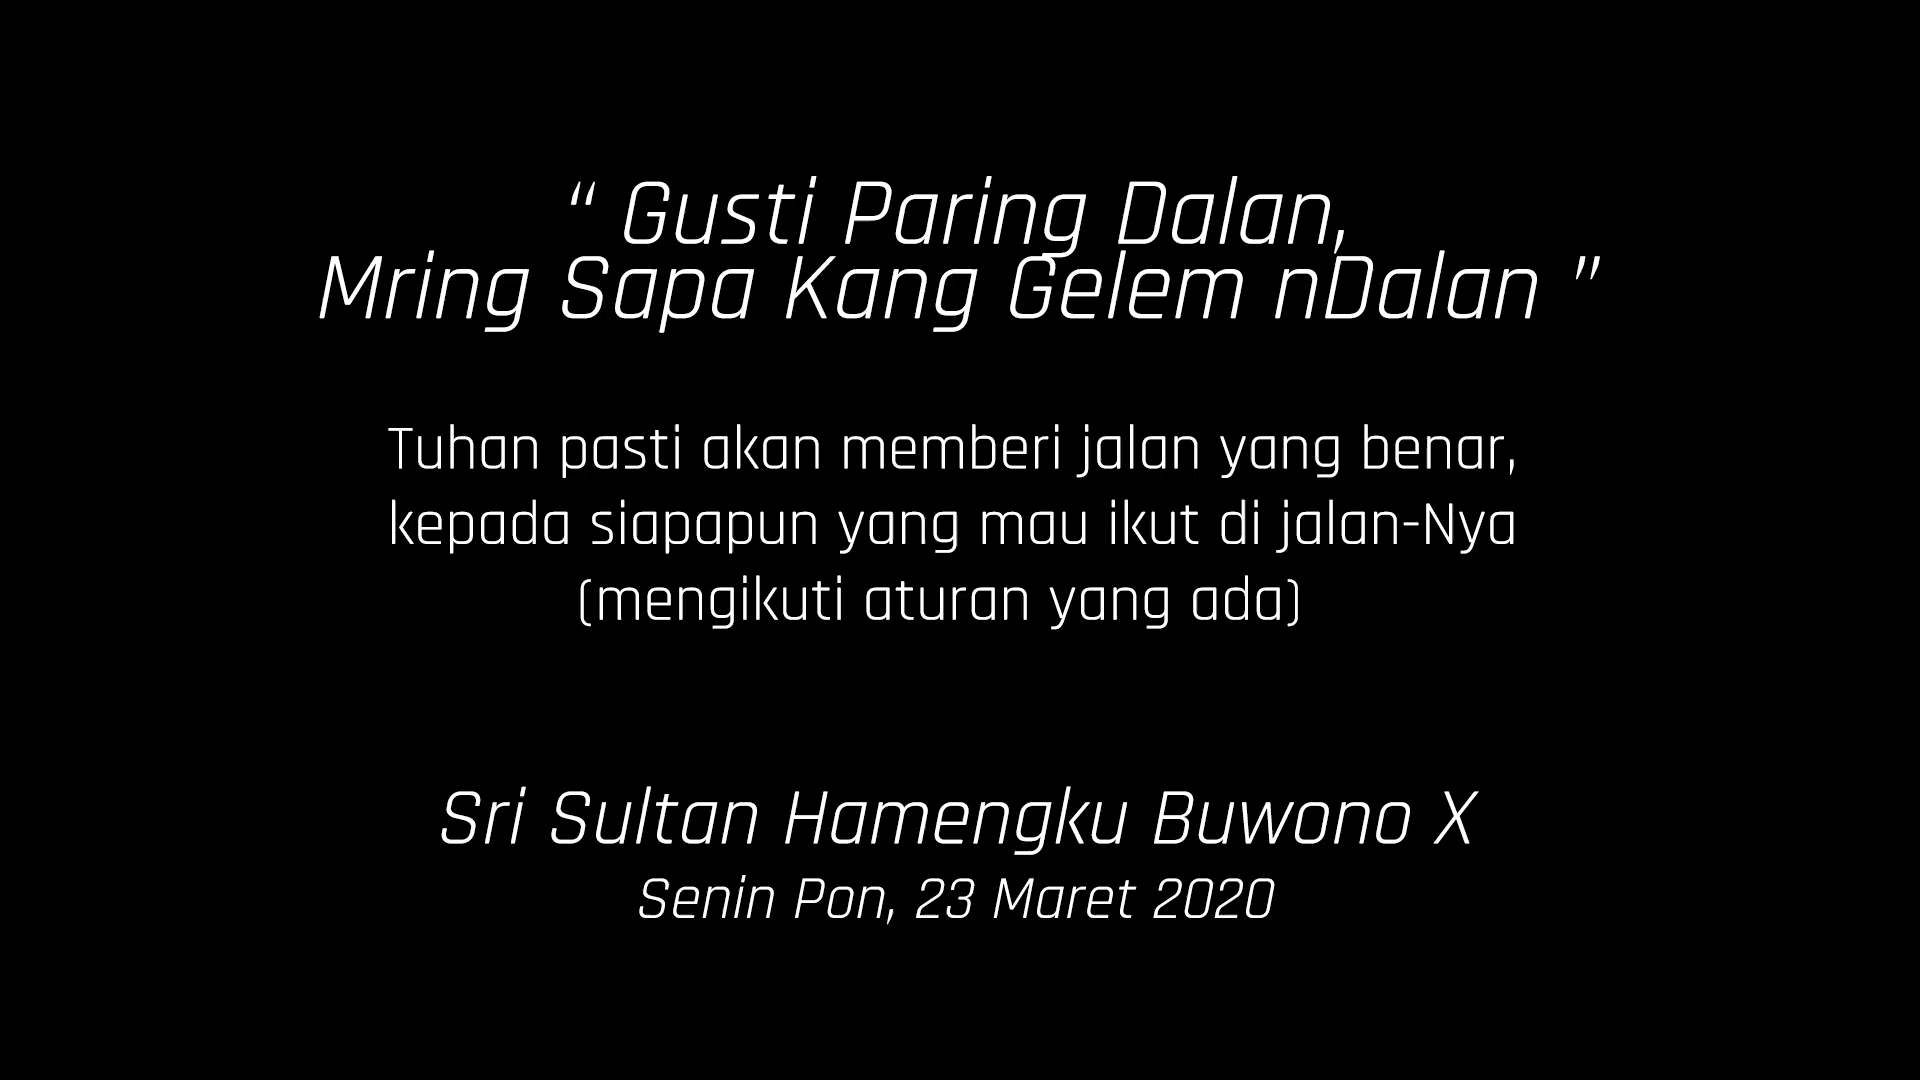 “ Gusti Paring Dalan,
Mring Sapa Kang Gelem nDalan ”
Tuhan pasti akan memberi jalan yang benar,
kepada siapapun yang mau ikut di jalan-Nya
(mengikuti aturan yang ada)
Sri Sultan Hamengku Buwono X
Senin Pon, 23 Maret 2020